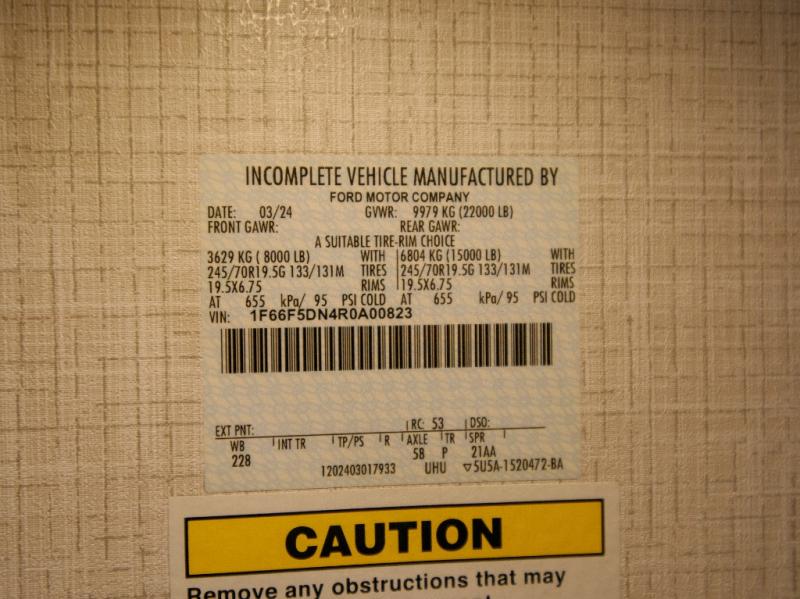 INCOMPLETE VEHICLE MANUFACTURED BY
FORD MOTOR COMPANY
DATE: 03/24 GVWR: 9979 KG (22000 LB)
FRONT GAWR: REAR GAWR:
A SUITABLE TIRE-RIM CHOICE
3629 KG ( 8000 LB) WITH 6804 KG (15000 LB) WITH
245/70R19.5G 133/131M TIRES 245/70R19.5G 133/131M TIRES
19.5X6.75 RIMS 19.5X6.75 RIMS
AT 655 kPa/ 95 PSI COLD AT 655 kPa/ 95 PSI COLD
VIN: 1F66F5DN4R0A00823
EXT PNT: RC: 53 DSO:
WB INT TR TP/PS R AXLE TR SPR
228 5B P 21AA
1202403017933 UHU ▽5U5A-1520472-BA
CAUTION
Remove any obstructions that may